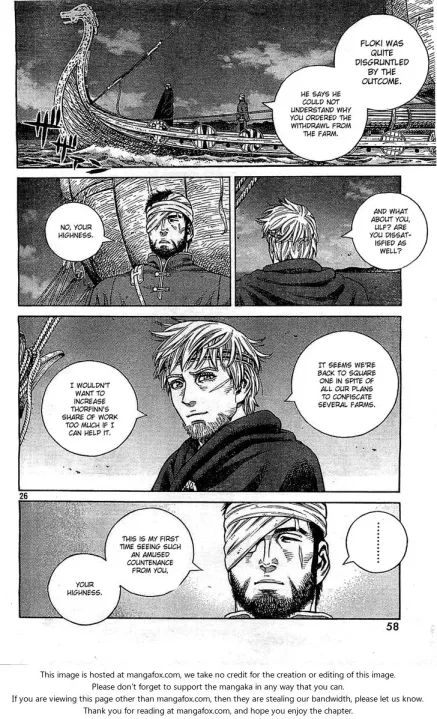 FLOKI WAS
QUITE
DISGRUNTLED
BY THE
OUTCOME.
HE SAYS HE
COULD NOT
UNDERSTAND WHY
YOU ORDERED THE
WITHDRAWL FROM
THE FARM.
AND WHAT
ABOUT YOU,
ULF? ARE
YOU DISSAT-
ISFIED AS
WELL?
NO, YOUR
HIGHNESS.
IT SEEMS WE'RE
BACK TO SQUARE
ONE IN SPITE OF
ALL OUR PLANS
TO CONFISCATE
SEVERAL FARMS.
I WOULDN'T
WANT TO
INCREASE
THORFINN'S
SHARE OF WORK
TOO MUCH IF I
CAN HELP IT.
26
..........
THIS IS MY FIRST
TIME SEEING SUCH
AN AMUSED
COUNTENANCE
FROM YOU,
YOUR
HIGHNESS.
58
This image is hosted at mangafox.com, we take no credit for the creation or editing of this image.
Please don't forget to support the mangaka in any way that you can.
If you are viewing this page other than mangafox.com, then they are stealing our bandwidth, please let us know.
Thank you for reading at mangafox.com, and hope you enjoy the chapter.